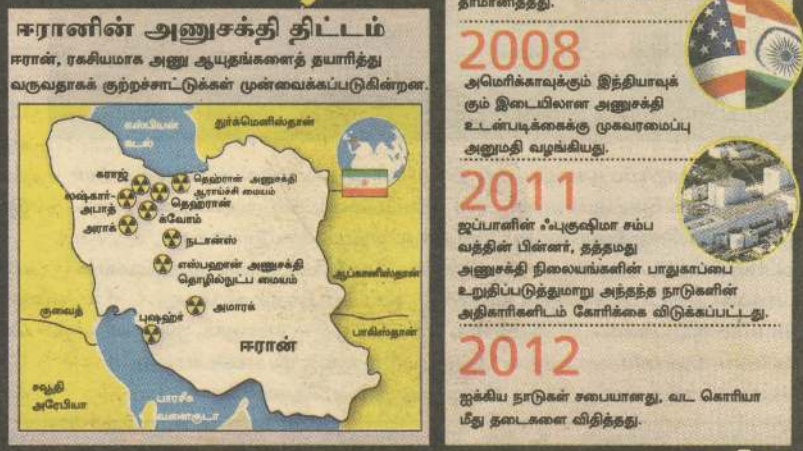 ஈரானின் அணுசக்தி திட்டம்
ஈரான், ரகசியமாக அணு ஆயுதங்களைத் தயாரித்து
வருவதாகக் குற்றச்சாட்டுக்கள் முன்வைக்கப்படுகின்றன.
கஸ்பியன்
கடல்
துர்க்மெனிஸ்தான்
கராஜ்
தெஹ்ரான் அணுசக்தி
ஆராய்ச்சி மையம்
லஷ்கார்-
அபாத்
தெஹ்ரான்
க்வோம்
அராக்
நடான்ஸ்
எஸ்பஹான் அணுசக்தி
தொழில்நுட்ப மையம்
ஆப்கானிஸ்தான்
குவைத்
புஷஹ்ர்
அமாரக்
ஈரான்
பாகிஸ்தான்
சவூதி
அரேபியா
பாரசீக
வளைகுடா
தீர்மானித்தது.
2008
அமெரிக்காவுக்கும் இந்தியாவுக்
கும் இடையிலான அணுசக்தி
உடன்படிக்கைக்கு முகவரமைப்பு
அனுமதி வழங்கியது.
2011
ஜப்பானின் ஃபுகுஷிமா சம்ப
வத்தின் பின்னர், தத்தமது
அணுசக்தி நிலையங்களின் பாதுகாப்பை
உறுதிப்படுத்துமாறு அந்தந்த நாடுகளின்
அதிகாரிகளிடம் கோரிக்கை விடுக்கப்பட்டது.
2012
ஐக்கிய நாடுகள் சபையானது, வட கொரியா
மீது தடைகளை விதித்தது.